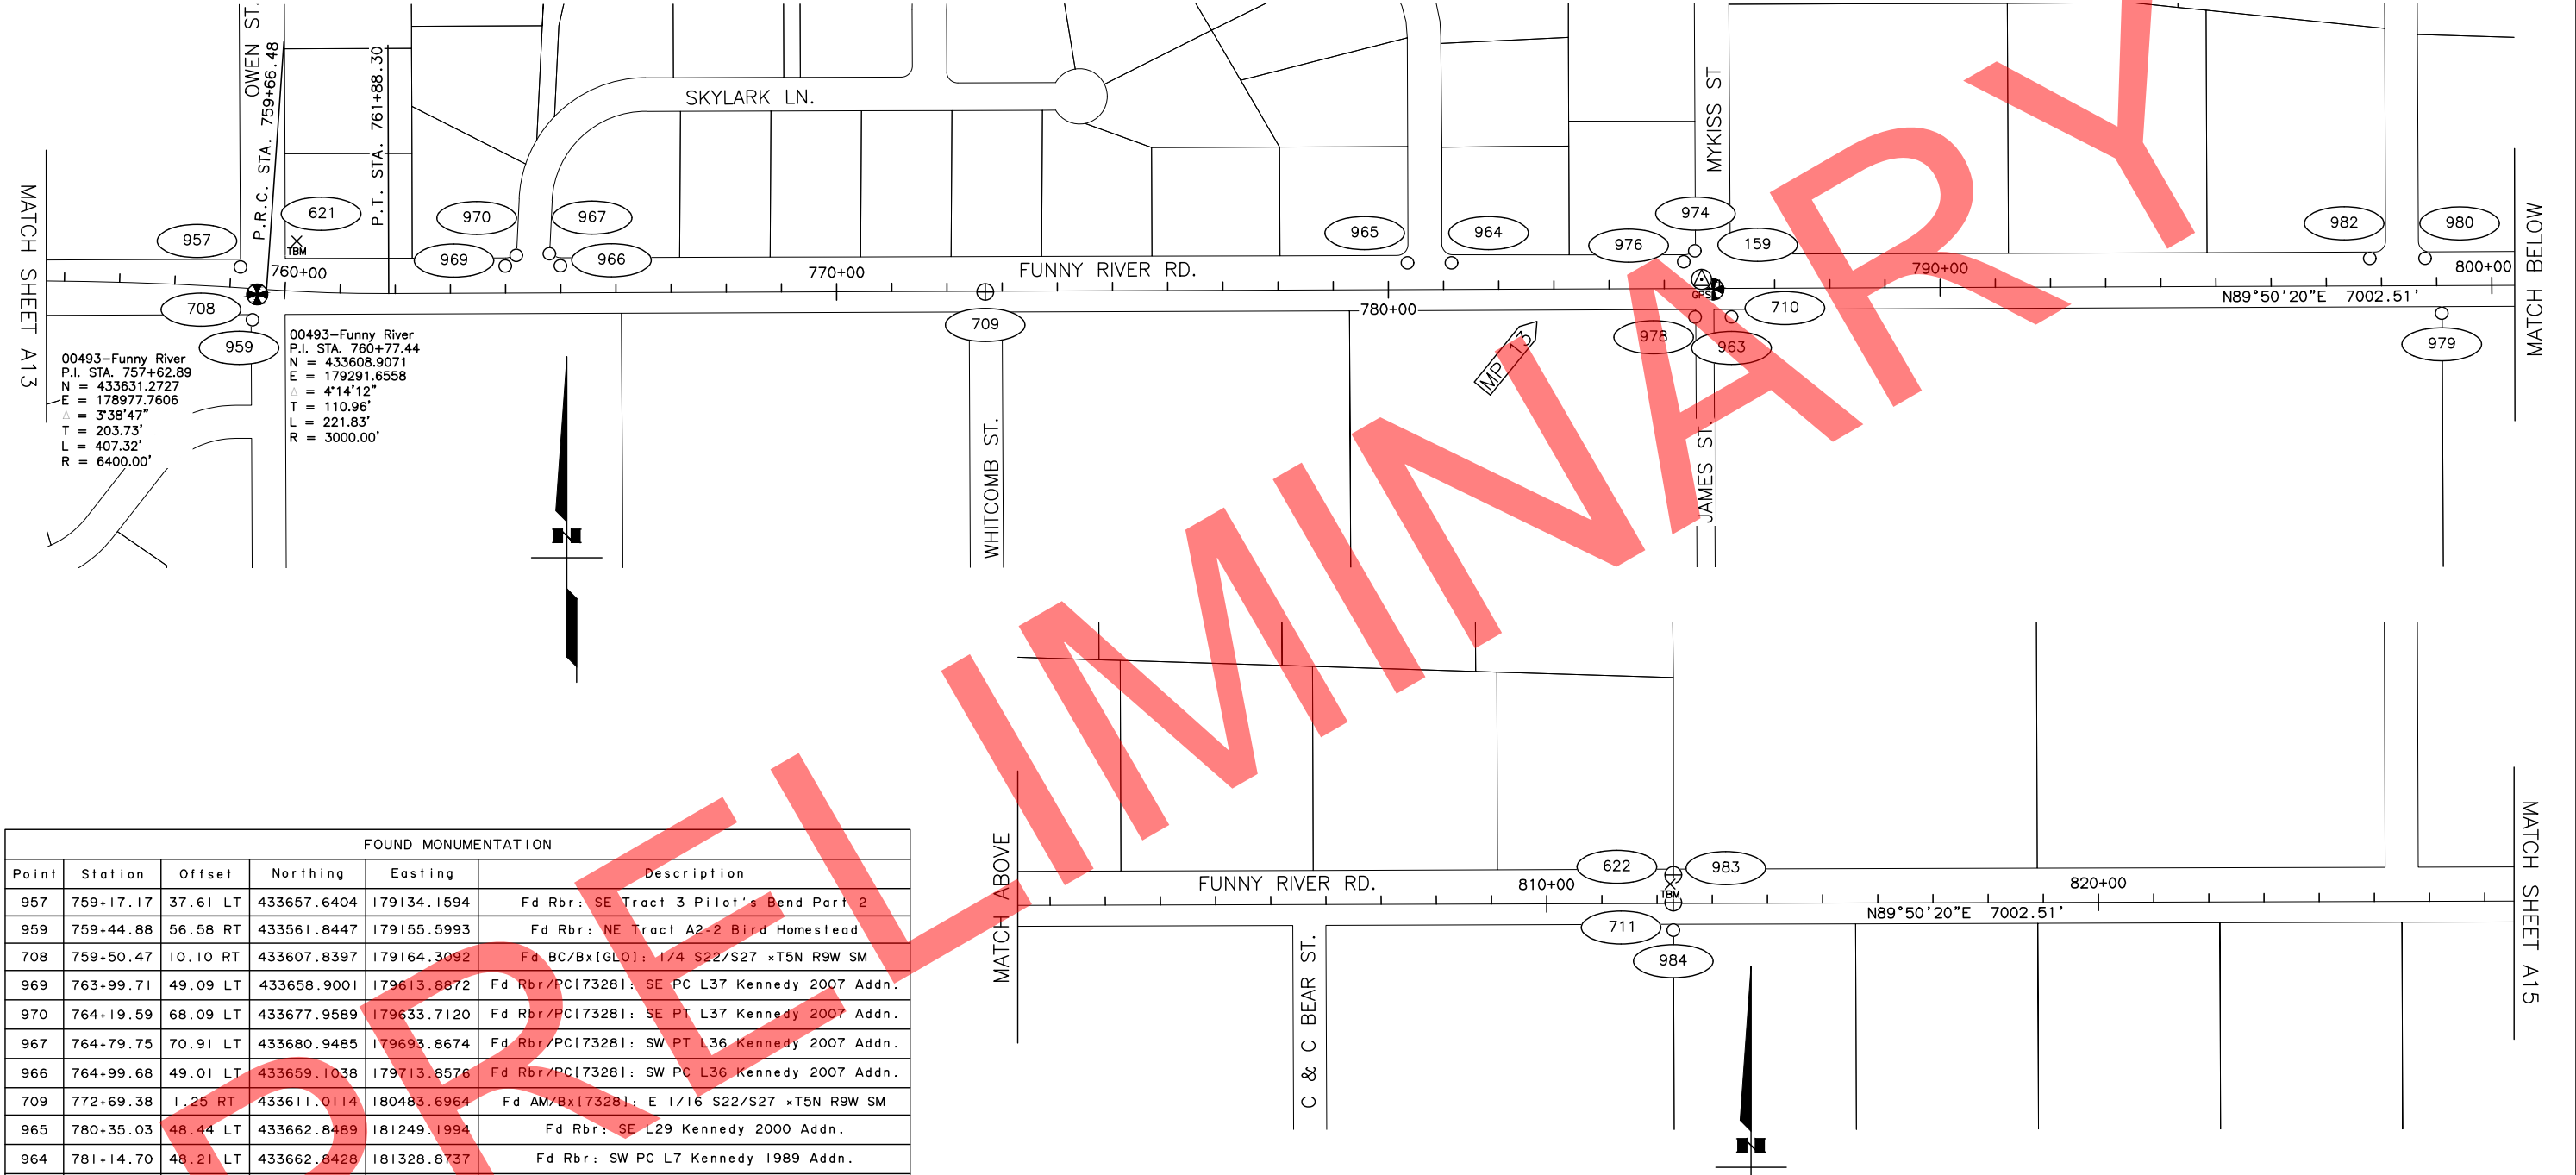 OWEN ST.
P.R.C. STA. 759+66.48
P.T. STA. 761+88.30
SKYLARK LN.
MYKISS ST
MATCH SHEET A13
957
621
970
967
969
966
965
964
974
976
159
982
980
TBM
760+00
770+00
FUNNY RIVER RD.
790+00
800+00
MATCH BELOW
708
959
709
780+00
GPS
710
978
963
N89°50'20"E 7002.51'
979
MP 13
00493-Funny River
P.I. STA. 757+62.89
N = 433631.2727
E = 178977.7606
Δ = 3°38'47"
T = 203.73'
L = 407.32'
R = 6400.00'
00493-Funny River
P.I. STA. 760+77.44
N = 433608.9071
E = 179291.6558
Δ = 4°14'12"
T = 110.96'
L = 221.83'
R = 3000.00'
WHITCOMB ST.
JAMES ST.
N
PRELIMINARY
MATCH ABOVE
622
983
FUNNY RIVER RD.
810+00
TBM
820+00
N89°50'20"E 7002.51'
711
984
C & C BEAR ST.
MATCH SHEET A15
N
FOUND MONUMENTATION
Point Station Offset Northing Easting Description
957 759+17.17 37.61 LT 433657.6404 179134.1594 Fd Rbr: SE Tract 3 Pilot's Bend Part 2
959 759+44.88 56.58 RT 433561.8447 179155.5993 Fd Rbr: NE Tract A2-2 Bird Homestead
708 759+50.47 10.10 RT 433607.8397 179164.3092 Fd BC/Bx[GLO]: 1/4 S22/S27 ×T5N R9W SM
969 763+99.71 49.09 LT 433658.9001 179613.8872 Fd Rbr/PC[7328]: SE PC L37 Kennedy 2007 Addn.
970 764+19.59 68.09 LT 433677.9589 179633.7120 Fd Rbr/PC[7328]: SE PT L37 Kennedy 2007 Addn.
967 764+79.75 70.91 LT 433680.9485 179693.8674 Fd Rbr/PC[7328]: SW PT L36 Kennedy 2007 Addn.
966 764+99.68 49.01 LT 433659.1038 179713.8576 Fd Rbr/PC[7328]: SW PC L36 Kennedy 2007 Addn.
709 772+69.38 1.25 RT 433611.0114 180483.6964 Fd AM/Bx[7328]: E 1/16 S22/S27 ×T5N R9W SM
965 780+35.03 48.44 LT 433662.8489 181249.1994 Fd Rbr: SE L29 Kennedy 2000 Addn.
964 781+14.70 48.21 LT 433662.8428 181328.8737 Fd Rbr: SW PC L7 Kennedy 1989 Addn.